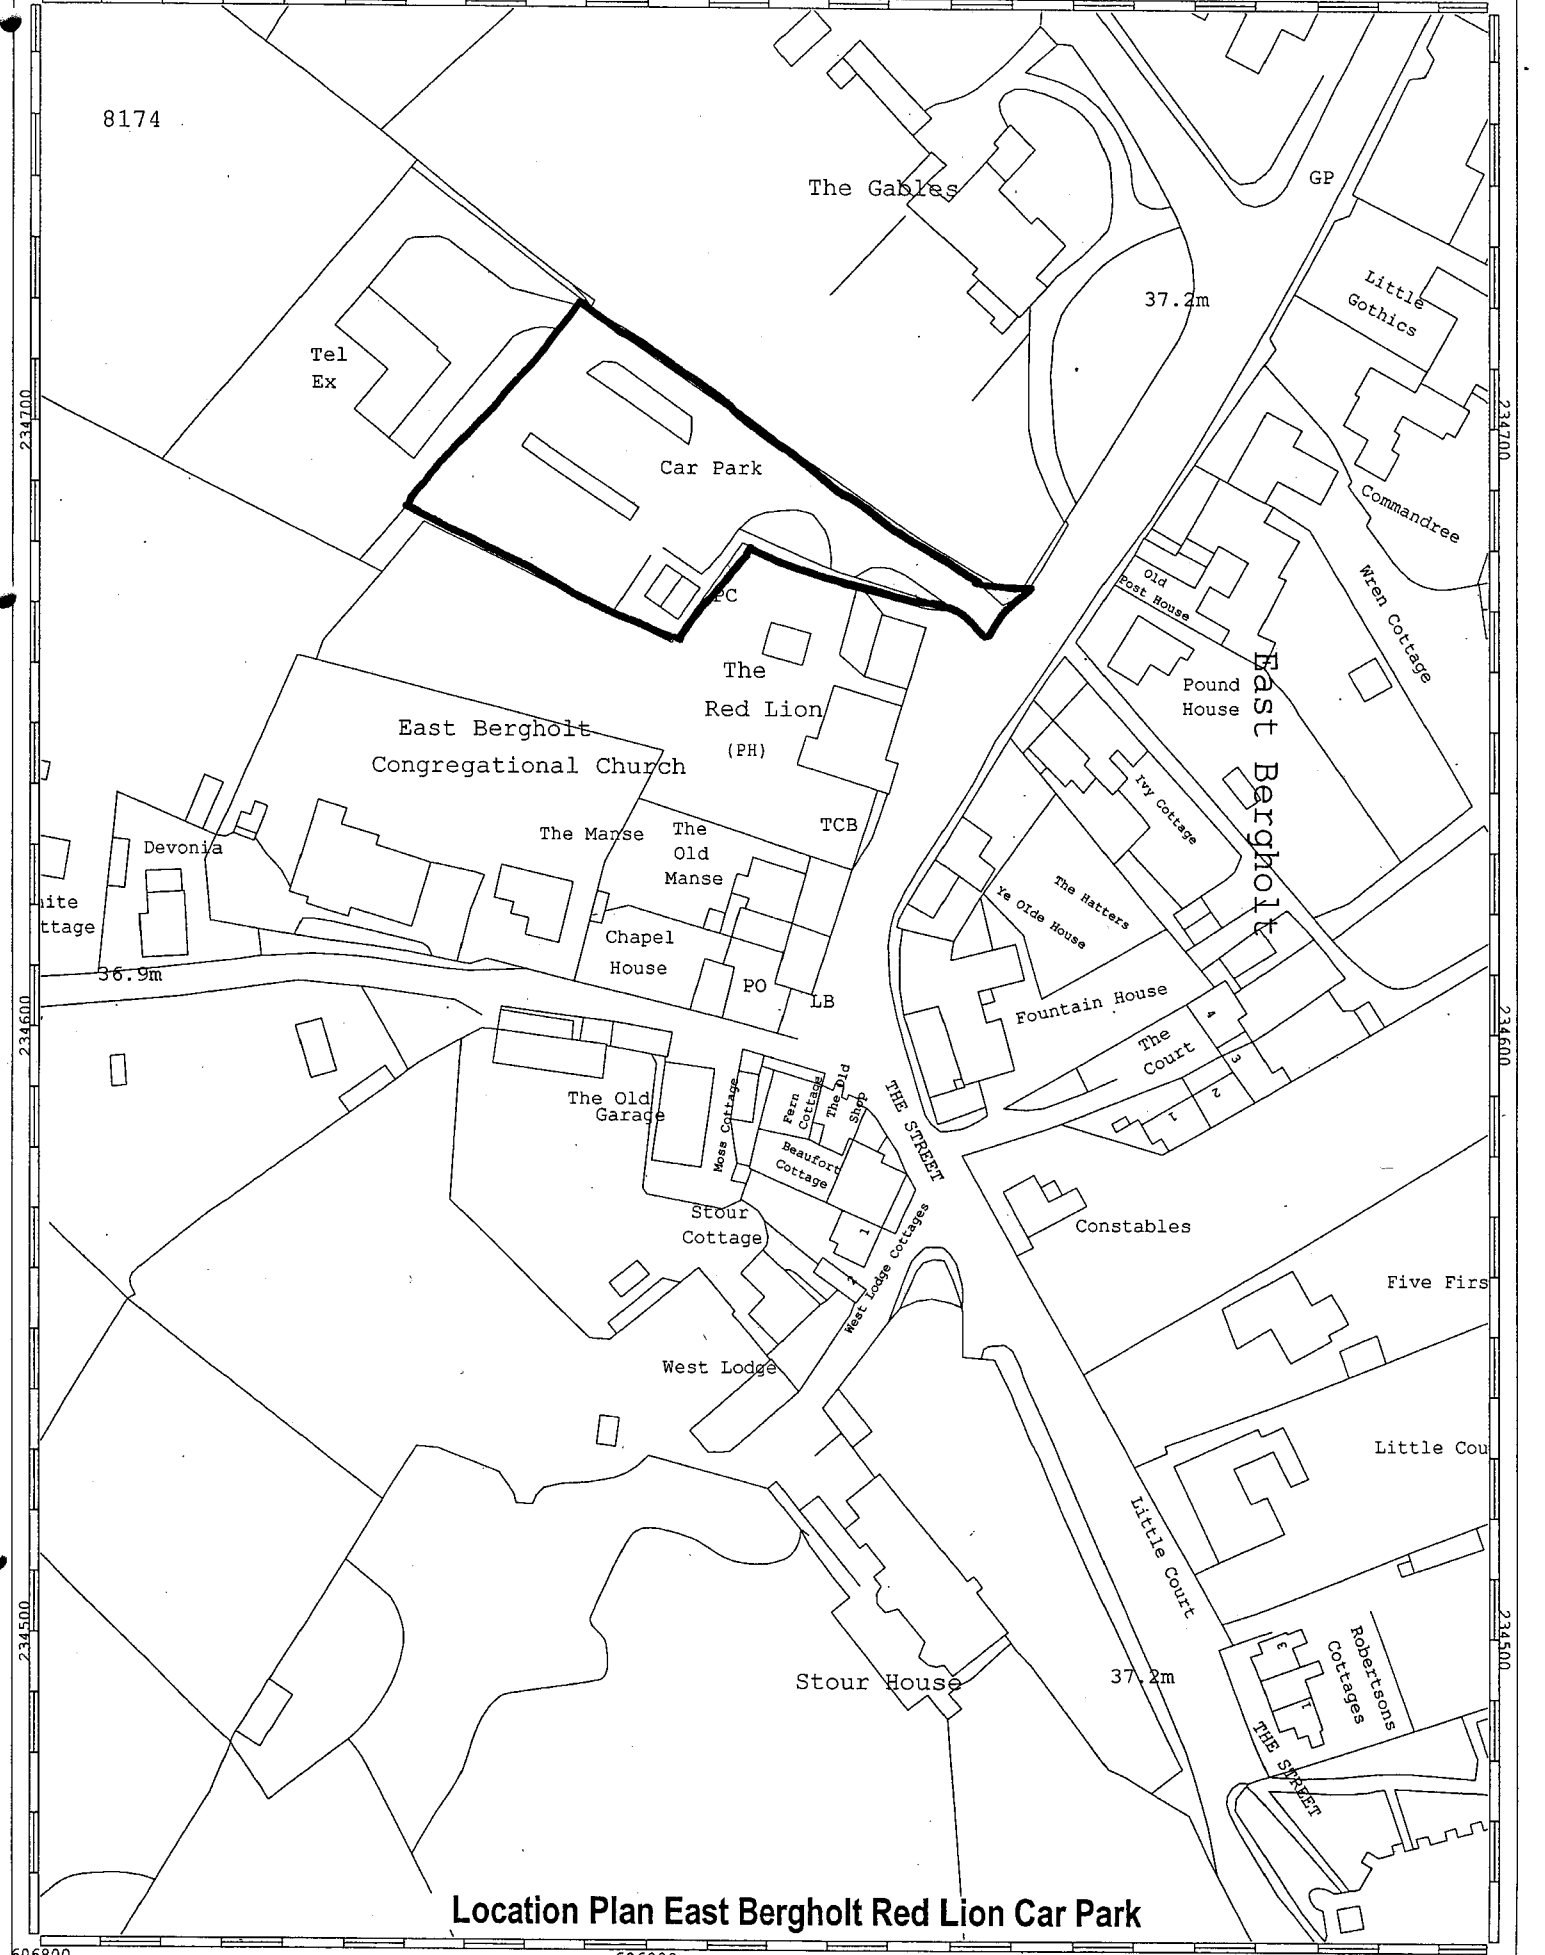 8174
The Gables
GP
37.2m
Little
Gothics
Tel
Ex
234700
234700
Car Park
Commandree
Old
Post House
Wren Cottage
PC
The
Red Lion
(PH)
Pound
House
East Bergholt
East Bergholt
Congregational Church
Ivy Cottage
TCB
The Manse
The
Old
Manse
Devonia
The Hatters
Ye Olde House
ite
ttage
Chapel
House
36.9m
PO
LB
Fountain House
234600
234600
The
Court
4
3
2
1
The Old
Garage
Moss Cottage
Fern
Cottage
The Old
Shop
THE STREET
Beaufort
Cottage
Stour
Cottage
1
2
West Lodge Cottages
Constables
Five Firs
West Lodge
Little Cou
Little Court
234500
234500
Stour House
37.2m
3
1
Robertsons
Cottages
THE STREET
Location Plan East Bergholt Red Lion Car Park